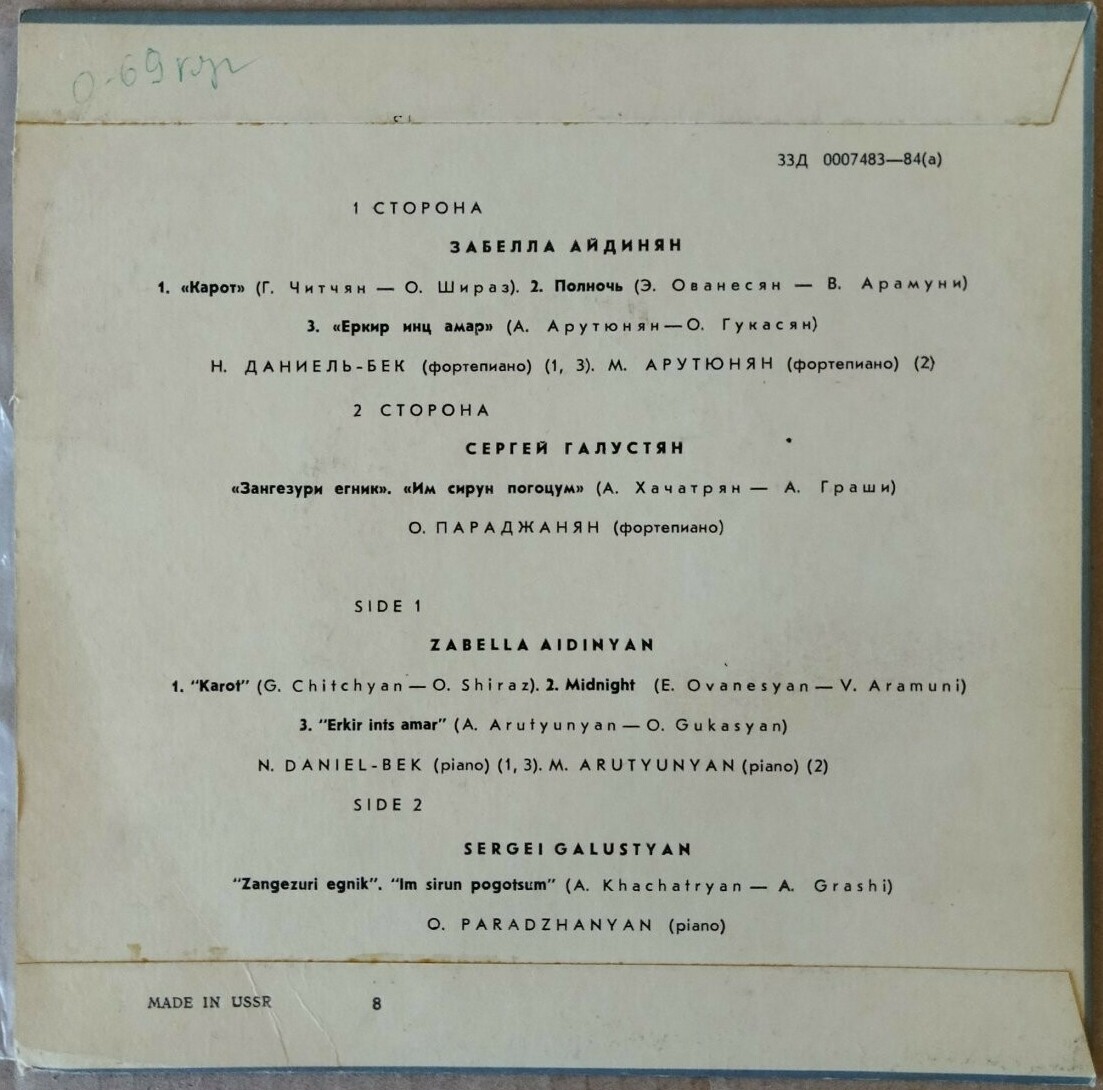 0-69 
33Д 0007483—84(а)
1 СТОРОНА
ЗАБЕЛЛА АЙДИНЯН
1. «Карот» (Г. Читчян — О. Шираз). 2. Полночь (Э. Ованесян — В. Арамуни)
3. «Еркир инц амар» (А. Арутюнян — О. Гукасян)
Н. ДАНИЕЛЬ-БЕК (фортепиано) (1, 3). М. АРУТЮНЯН (фортепиано) (2)
2 СТОРОНА
СЕРГЕЙ ГАЛУСТЯН
«Зангезури егник». «Им сирун погоцум» (А. Хачатрян — А. Граши)
О. ПАРАДЖАНЯН (фортепиано)
SIDE 1
ZABELLA AIDINYAN
1. "Karot" (G. Chitchyan — O. Shiraz). 2. Midnight (E. Ovanesyan — V. Aramuni)
3. "Erkir ints amar" (A. Arutyunyan — O. Gukasyan)
N. DANIEL-BEK (piano) (1, 3). M. ARUTYUNYAN (piano) (2)
SIDE 2
SERGEI GALUSTYAN
"Zangezuri egnik". "Im sirun pogotsum" (A. Khachatryan — A. Grashi)
O. PARADZHANYAN (piano)
MADE IN USSR 8